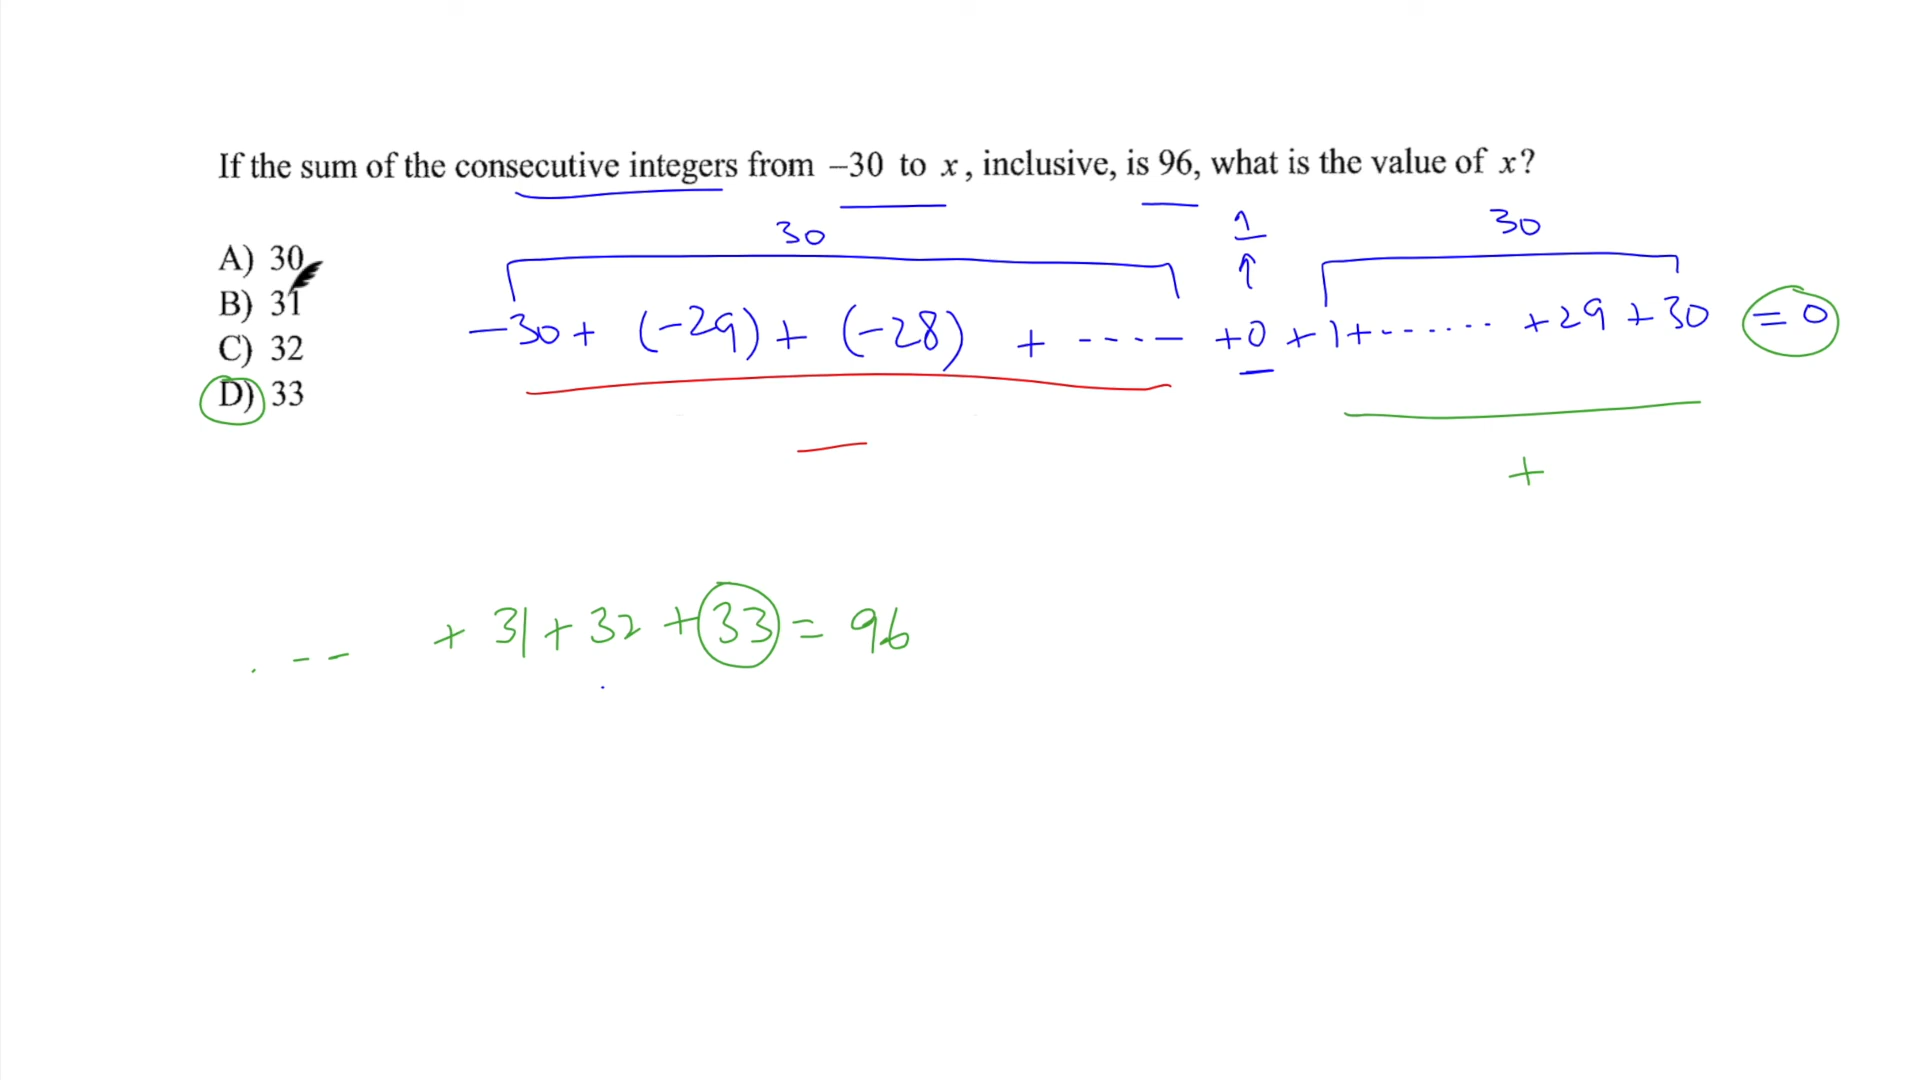 If the sum of the consecutive integers from –30 to x, inclusive, is 96, what is the value of x?
30
1
30
A) 30
B) 31
C) 32
D) 33
–30 + (–29) + (–28) + ---- +0 +1+ ...... +29 +30 = 0
–
+
. -- + 31 + 32 + 33 = 96